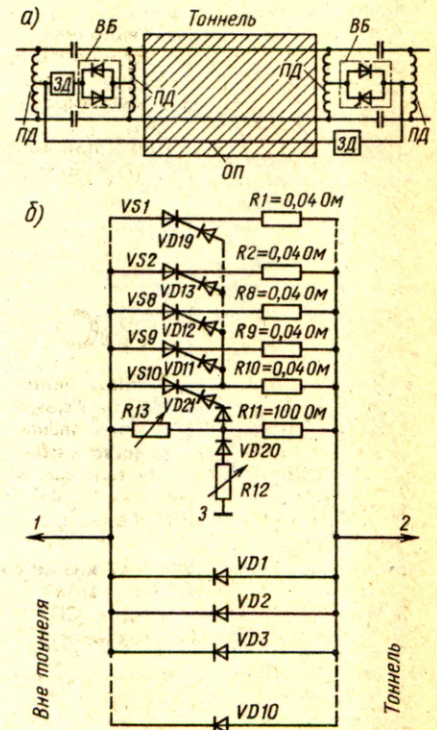 а)
Тоннель
ВБ
ВБ
ЗД
ПД
ПД
ПД
ПД
ЗД
ОП
б)
VS1
R1=0,04 Ом
VD19
VS2
R2=0,04 Ом
VD13
VS8
R8=0,04 Ом
VD12
VS9
R9=0,04 Ом
VD11
VS10
R10=0,04 Ом
VD21
R13
R11=100 Ом
VD20
R12
3
1
2
VD1
VD2
VD3
VD10
Вне тоннеля
Тоннель